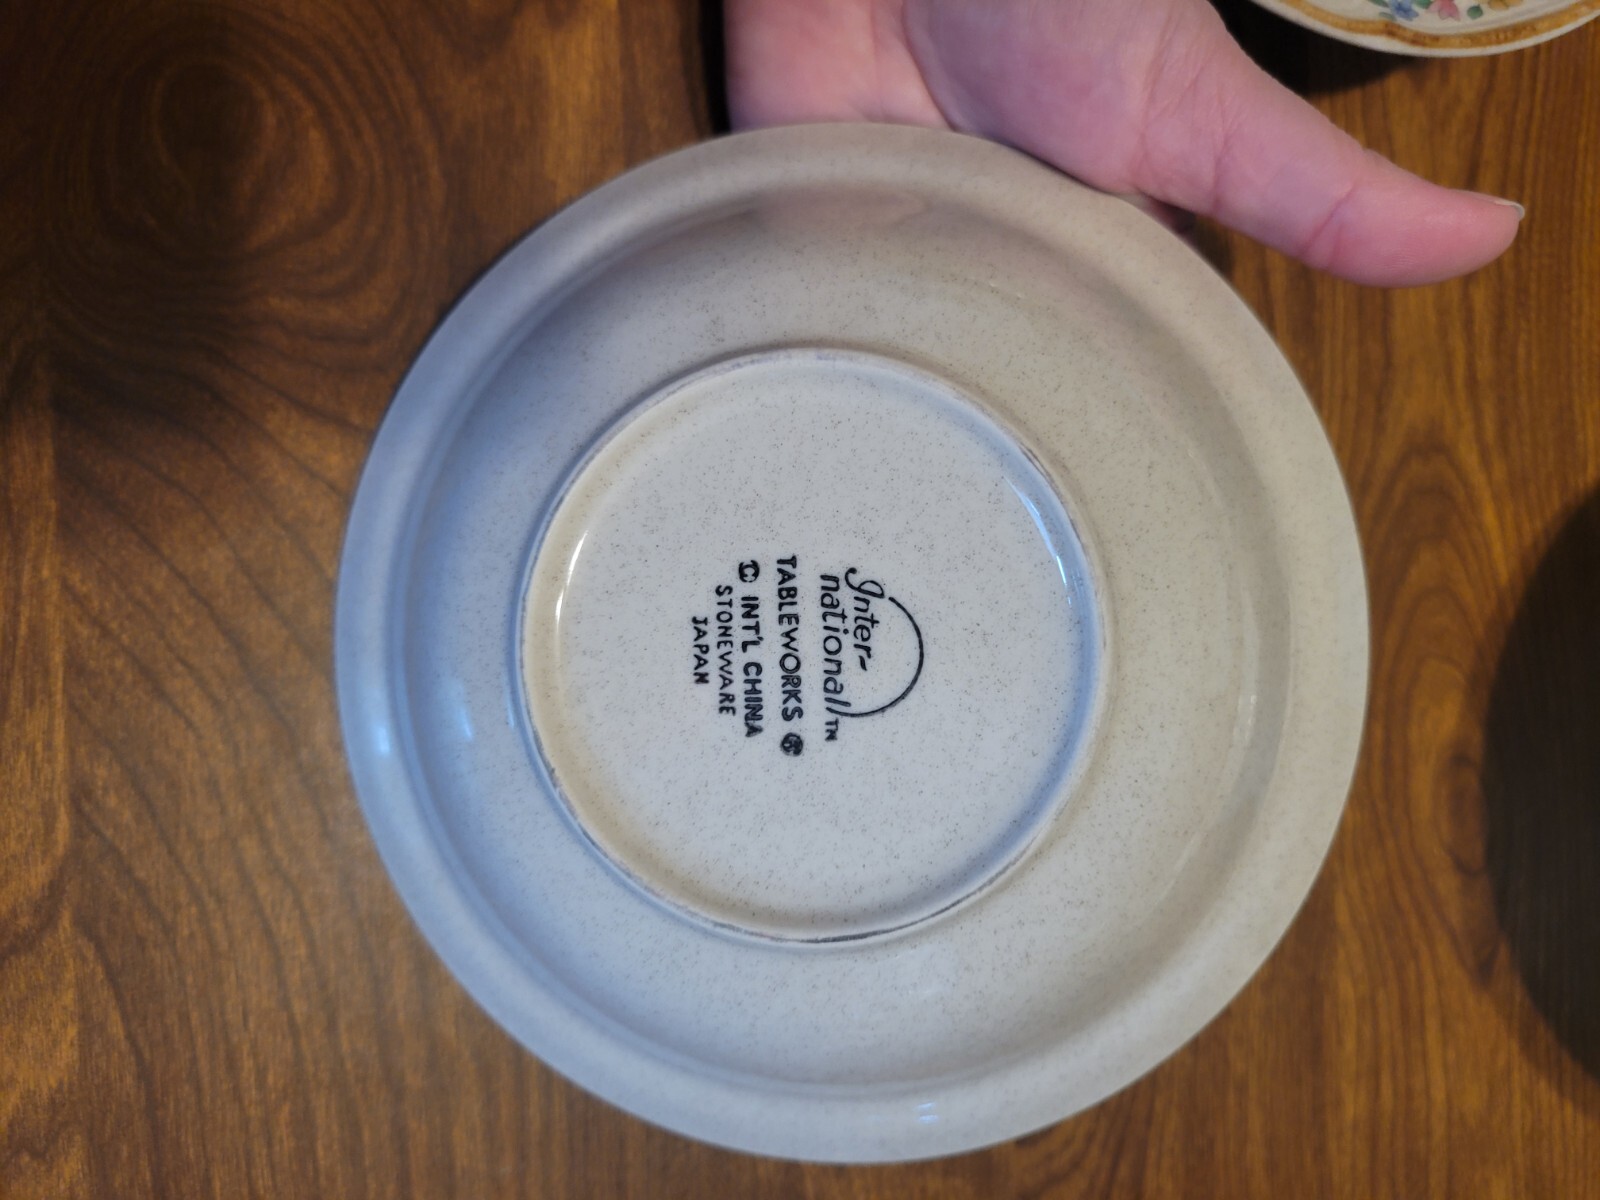 Inter-
national™
TABLEWORKS ®
© INT'L CHINA
STONEWARE
JAPAN